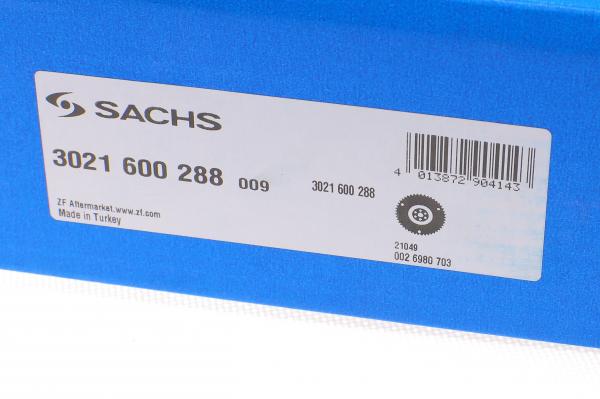 SACHS
3021 600 288 009
3021 600 288
ZF Aftermarket.www.zf.com
Made in Turkey
4 013872 904143
21049
002 6980 703